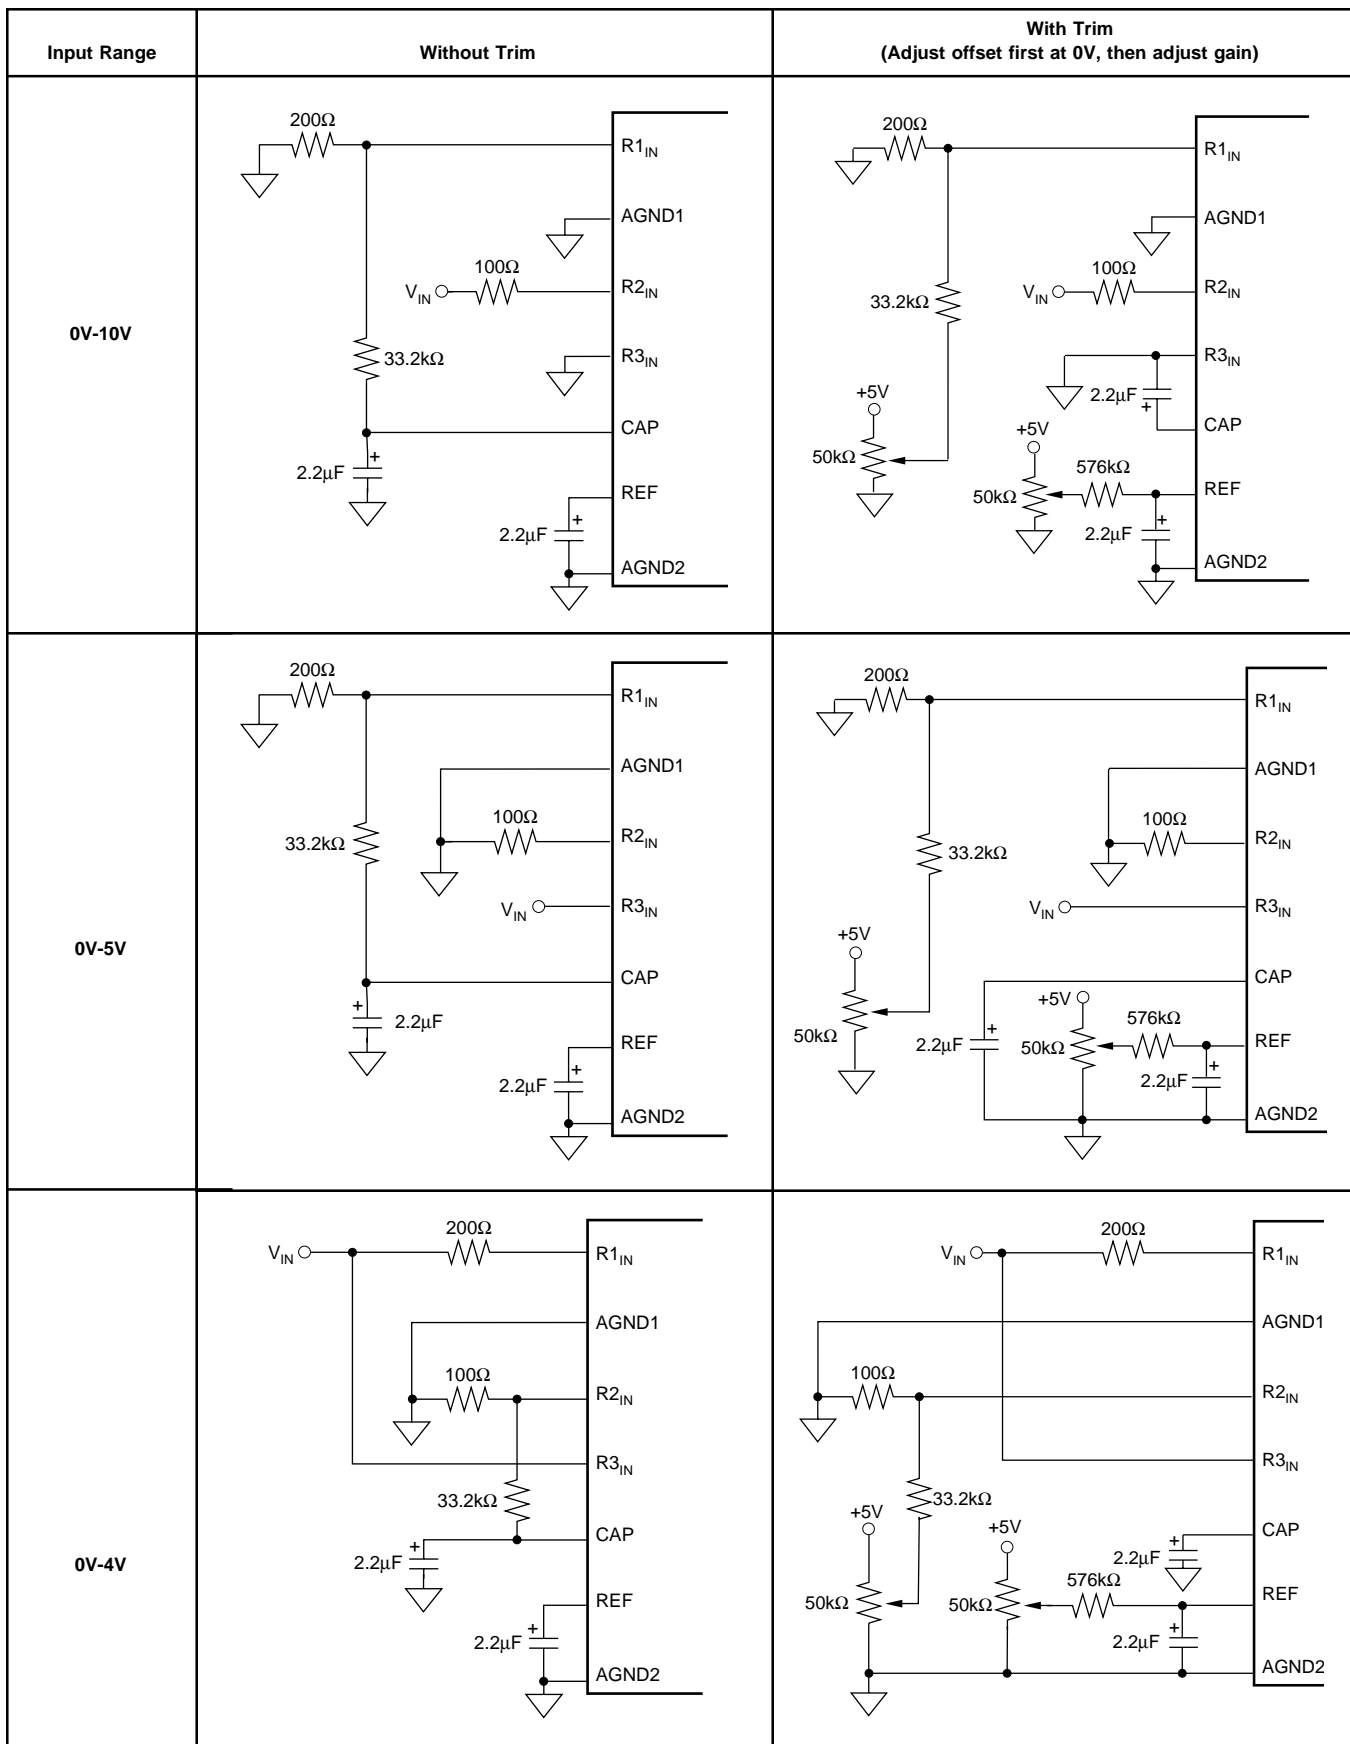 Input Range
Without Trim
With Trim
(Adjust offset first at 0V, then adjust gain)
0V-10V
200Ω
R1IN
AGND1
100Ω
VIN
R2IN
33.2kΩ
R3IN
CAP
+
2.2μF
REF
+
2.2μF
AGND2
200Ω
R1IN
AGND1
100Ω
VIN
R2IN
33.2kΩ
R3IN
2.2μF
+
+5V
CAP
+5V
50kΩ
576kΩ
REF
50kΩ
+
2.2μF
AGND2
0V-5V
200Ω
R1IN
AGND1
100Ω
R2IN
33.2kΩ
VIN
R3IN
CAP
+
2.2μF
REF
+
2.2μF
AGND2
200Ω
R1IN
AGND1
100Ω
R2IN
33.2kΩ
VIN
R3IN
+5V
CAP
+5V
50kΩ
+
2.2μF
576kΩ
50kΩ
REF
+
2.2μF
AGND2
0V-4V
200Ω
VIN
R1IN
AGND1
100Ω
R2IN
R3IN
33.2kΩ
CAP
+
2.2μF
REF
+
2.2μF
AGND2
200Ω
VIN
R1IN
AGND1
100Ω
R2IN
R3IN
33.2kΩ
+5V
+5V
CAP
+
2.2μF
576kΩ
50kΩ
50kΩ
REF
+
2.2μF
AGND2